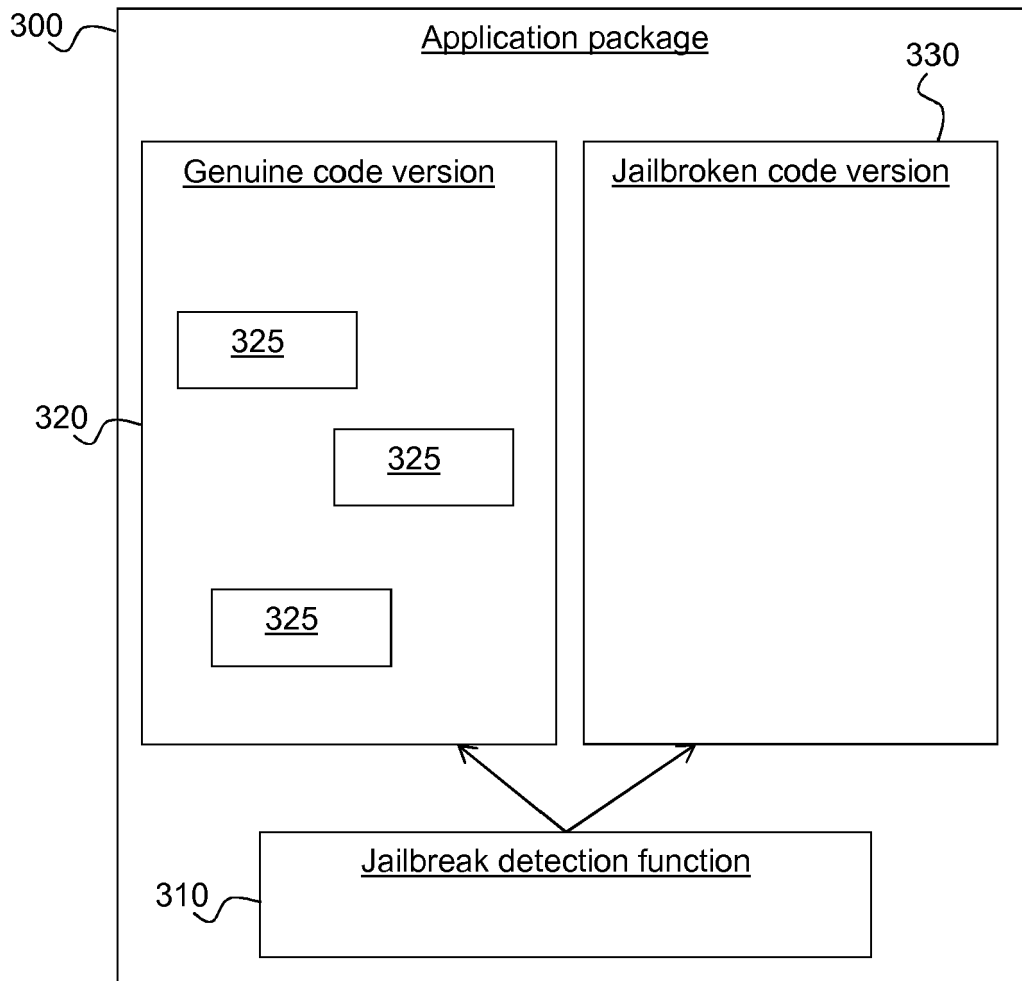 300
Application package
330
Genuine code version
Jailbroken code version
325
320
325
325
Jailbreak detection function
310